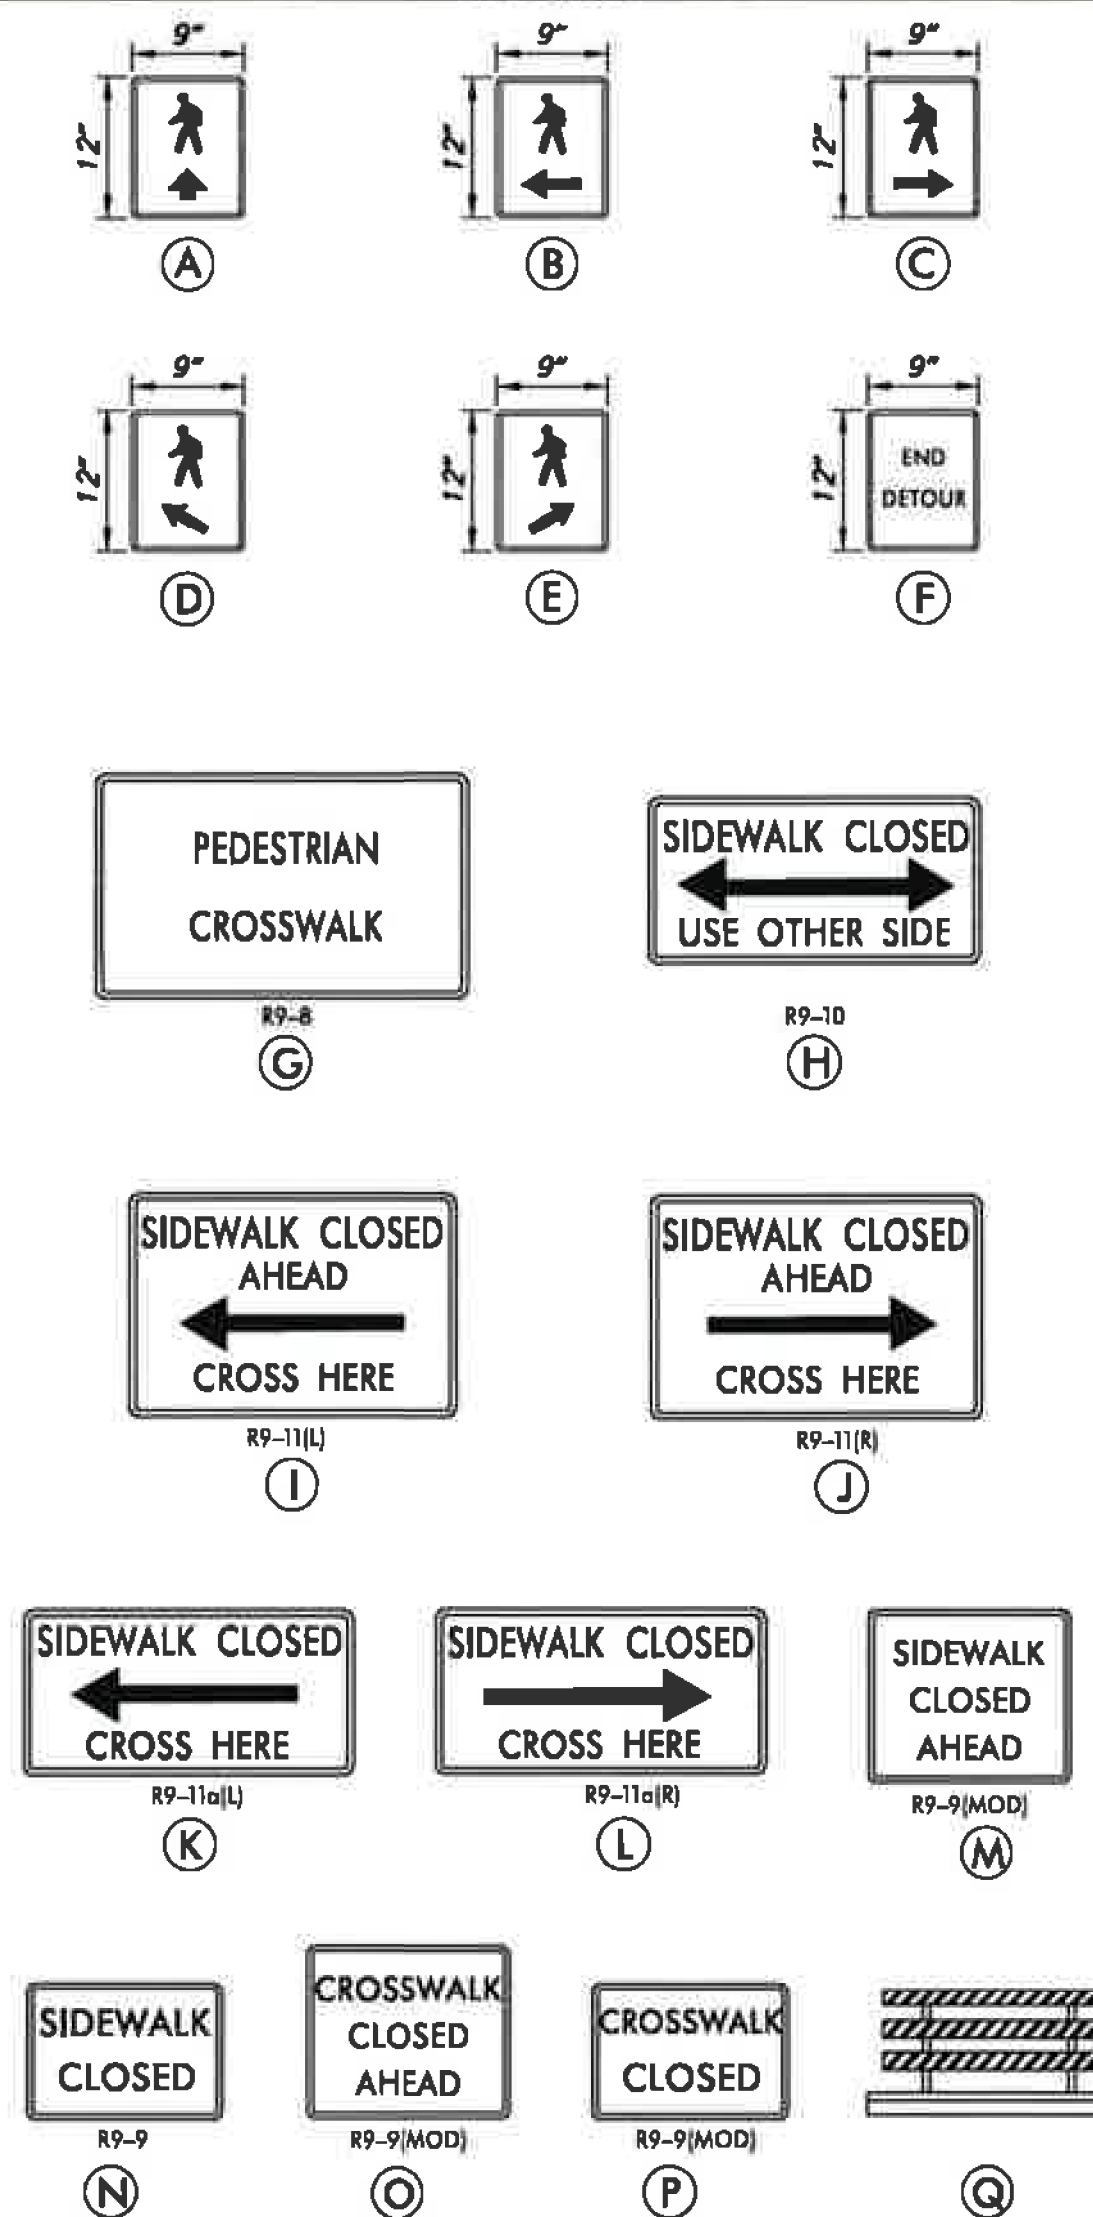 9" 9" 9"
12" 12" 12"
A B C
9" 9" 9"
12" 12" 12"
END
DETOUR
D E F
PEDESTRIAN
CROSSWALK
R9-8
G
SIDEWALK CLOSED
USE OTHER SIDE
R9-10
H
SIDEWALK CLOSED
AHEAD
CROSS HERE
R9-11(L)
I
SIDEWALK CLOSED
AHEAD
CROSS HERE
R9-11(R)
J
SIDEWALK CLOSED
CROSS HERE
R9-11a(L)
K
SIDEWALK CLOSED
CROSS HERE
R9-11a(R)
L
SIDEWALK
CLOSED
AHEAD
R9-9(MOD)
M
SIDEWALK
CLOSED
R9-9
N
CROSSWALK
CLOSED
AHEAD
R9-9(MOD)
O
CROSSWALK
CLOSED
R9-9(MOD)
P
Q